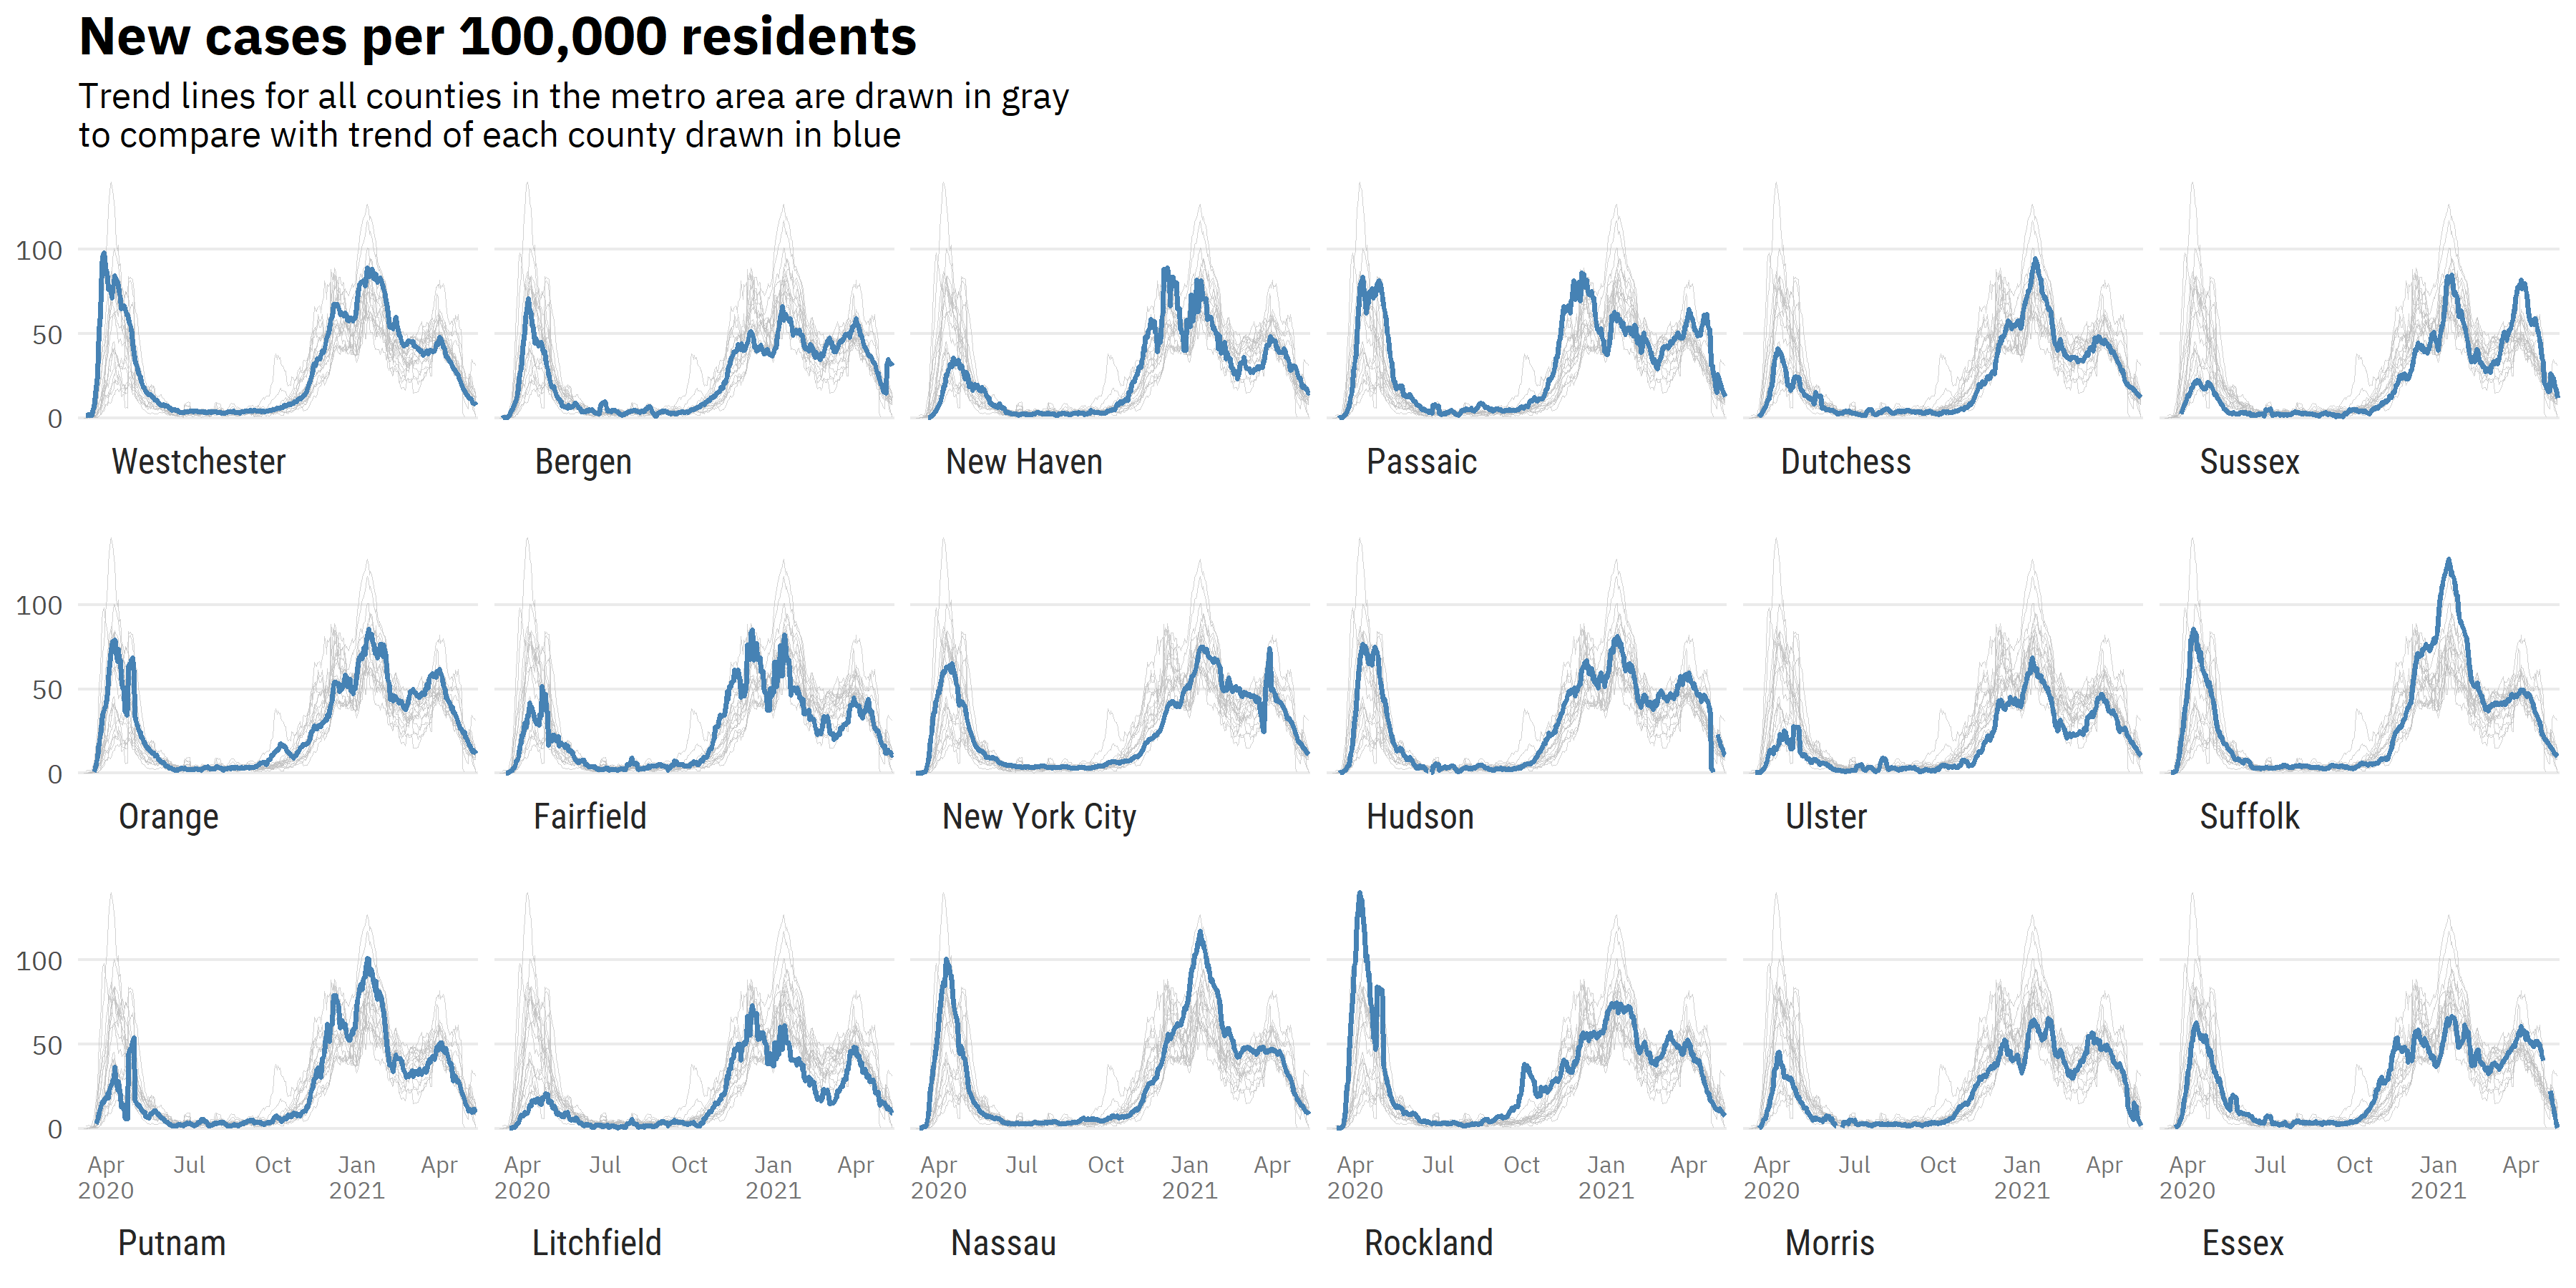 New cases per 100,000 residents
Trend lines for all counties in the metro area are drawn in gray
to compare with trend of each county drawn in blue
100
50
0
Westchester
Bergen
New Haven
Passaic
Dutchess
Sussex
100
50
0
Orange
Fairfield
New York City
Hudson
Ulster
Suffolk
100
50
0
Apr Jul Oct Jan Apr
2020 2021
Apr Jul Oct Jan Apr
2020 2021
Apr Jul Oct Jan Apr
2020 2021
Apr Jul Oct Jan Apr
2020 2021
Apr Jul Oct Jan Apr
2020 2021
Apr Jul Oct Jan Apr
2020 2021
Putnam
Litchfield
Nassau
Rockland
Morris
Essex